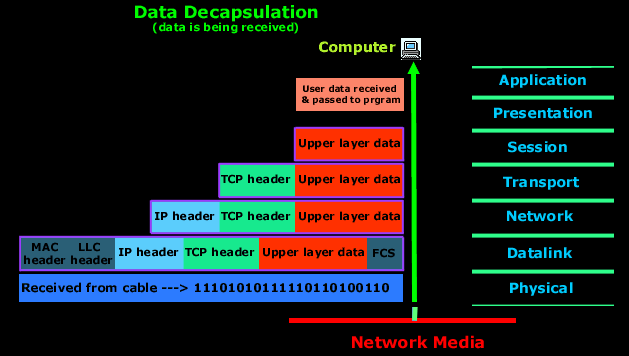 Data Decapsulation
(data is being received)
Computer
User data received
& passed to prgram
Application
Presentation
Upper layer data
Session
TCP header Upper layer data
Transport
IP header TCP header Upper layer data
Network
MAC header LLC header IP header TCP header Upper layer data FCS
Datalink
Received from cable ---> 11101010111110110100110
Physical
Network Media